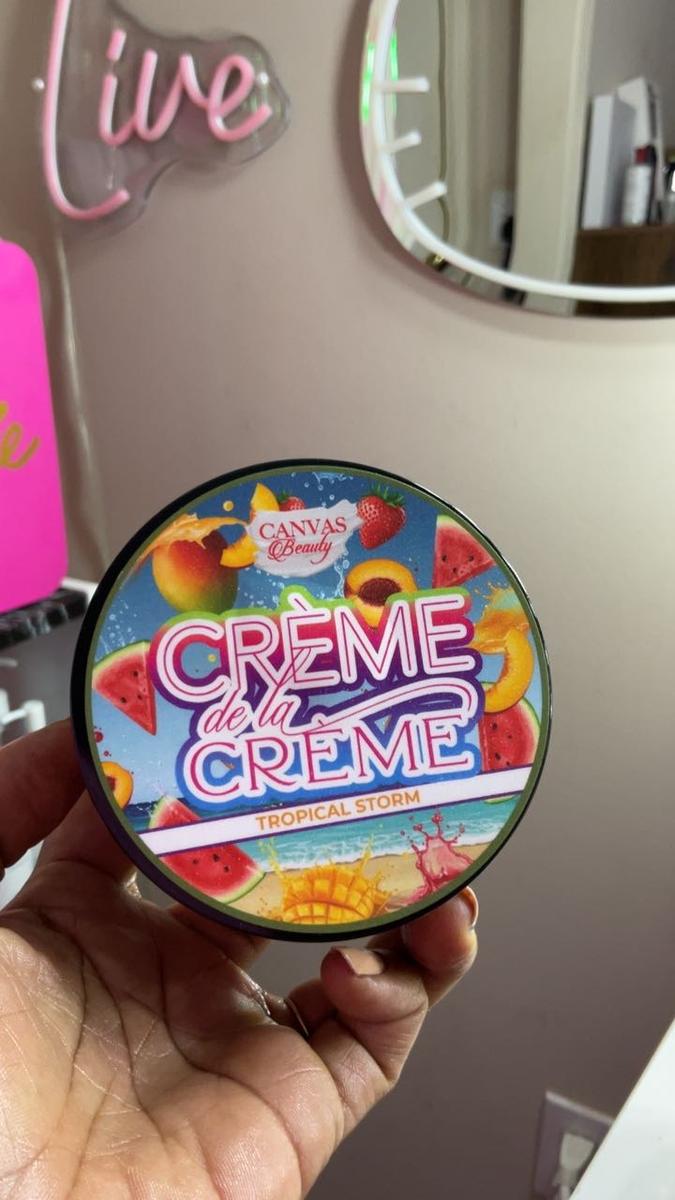 Live
CANVAS
Beauty
CRÈME
de la
CRÈME
TROPICAL STORM